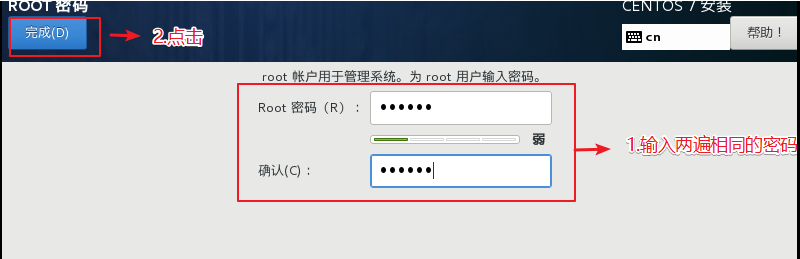 ROOT 密码
CENTOS 7 安装
完成(D)
2.点击
cn
帮助！
root 帐户用于管理系统。为 root 用户输入密码。
Root 密码（R）：
••••••
弱
1.输入两遍相同的密码
确认(C)：
••••••